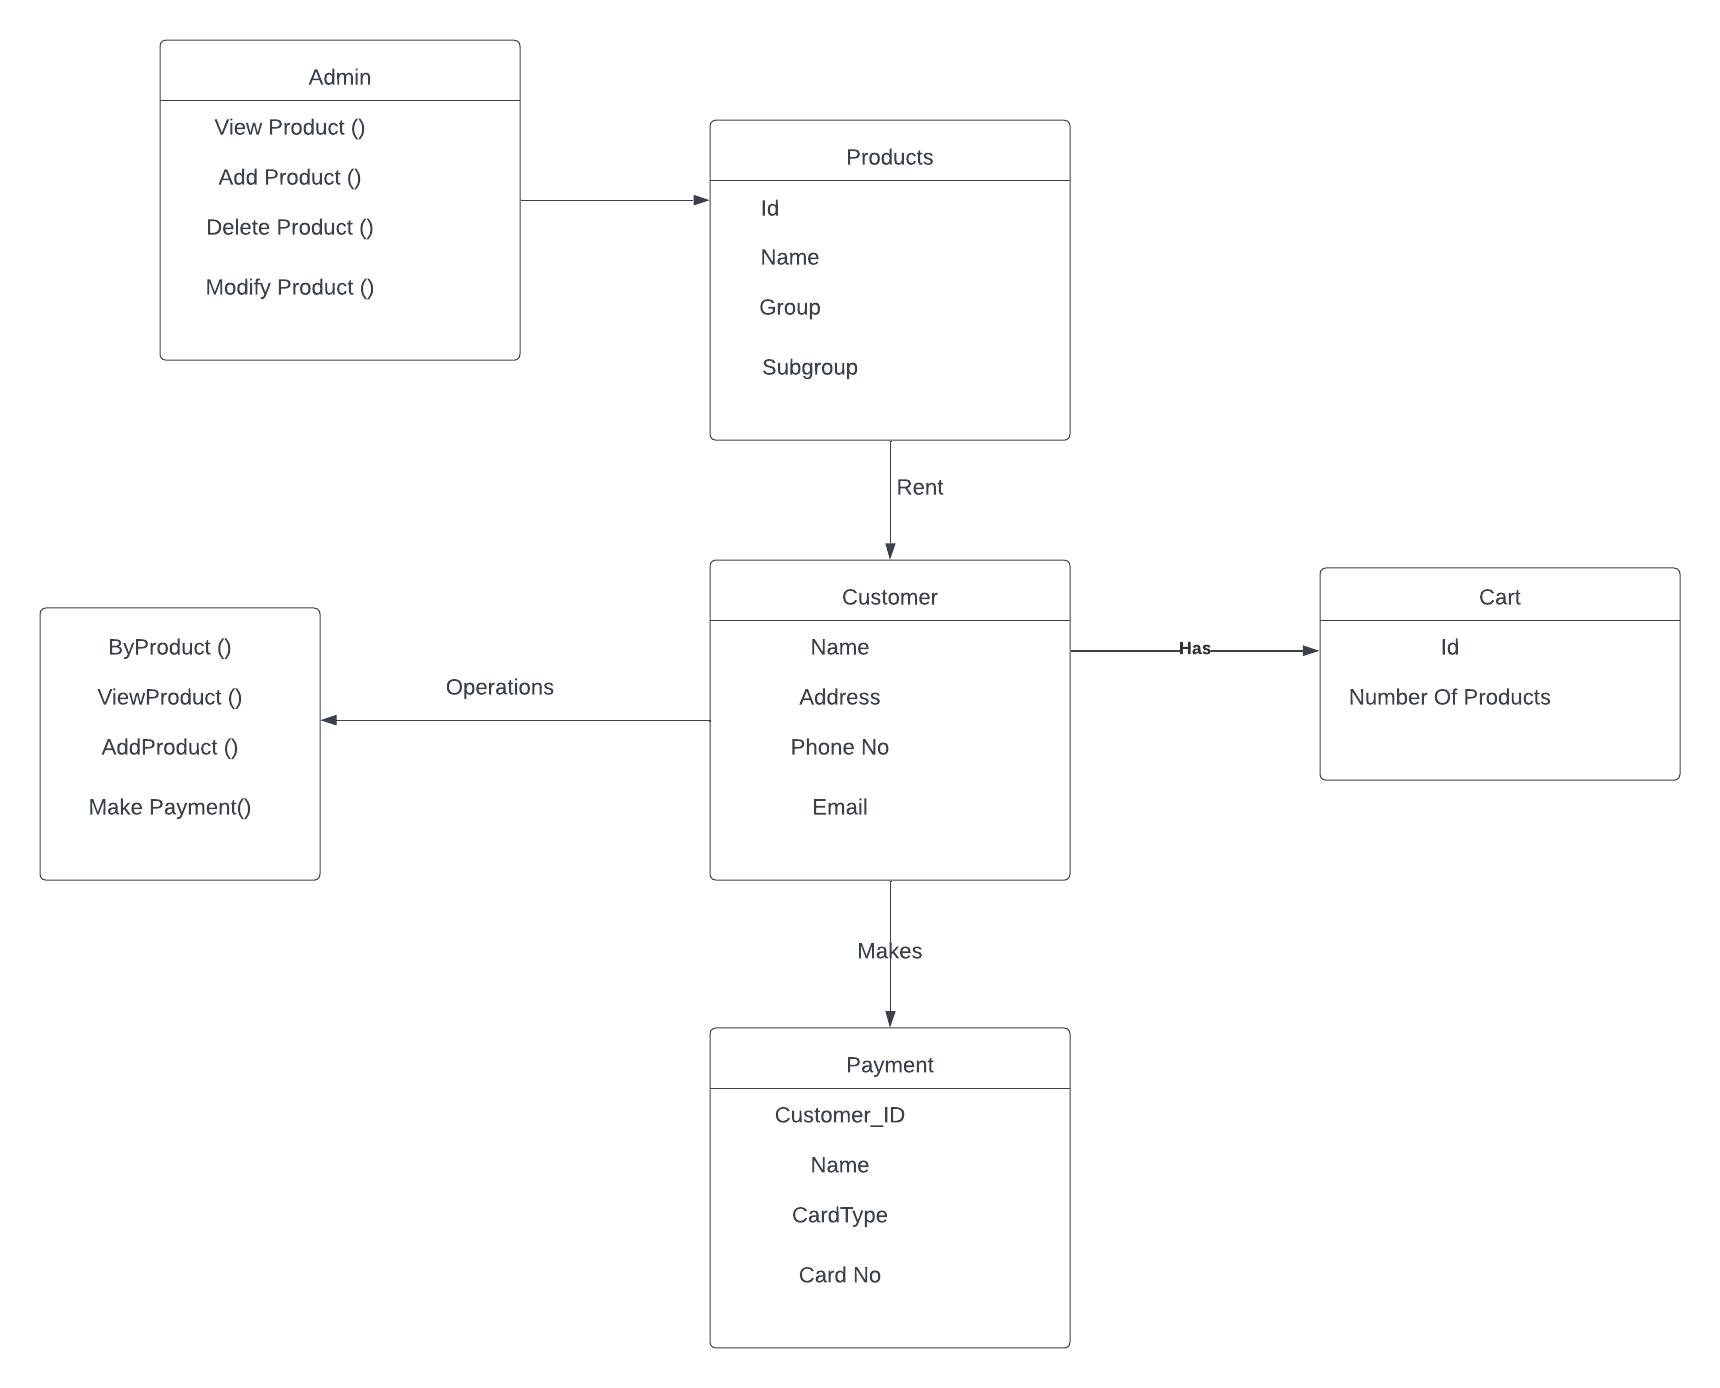 Admin
View Product ()
Add Product ()
Delete Product ()
Modify Product ()
Products
Id
Name
Group
Subgroup
Rent
Customer
Name
Address
Phone No
Email
Has
Cart
Id
Number Of Products
Operations
ByProduct ()
ViewProduct ()
AddProduct ()
Make Payment()
Makes
Payment
Customer_ID
Name
CardType
Card No